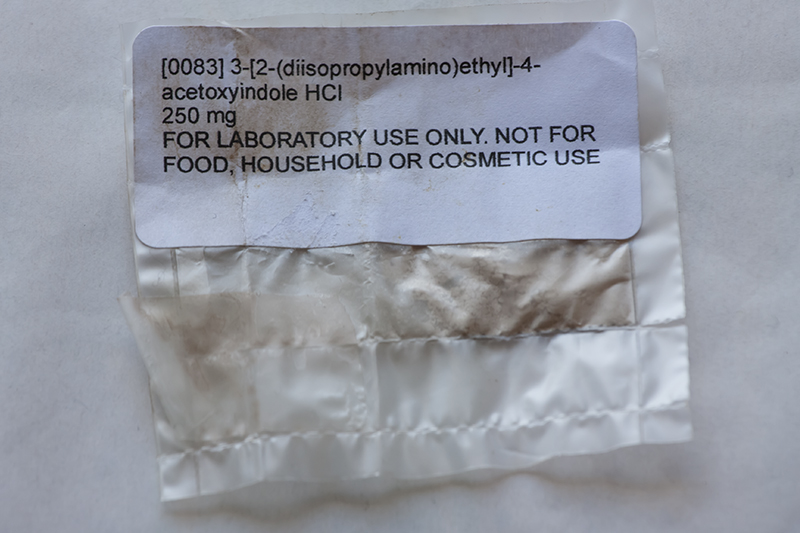 [0083] 3-[2-(diisopropylamino)ethyl]-4-
acetoxyindole HCl
250 mg
FOR LABORATORY USE ONLY. NOT FOR
FOOD, HOUSEHOLD OR COSMETIC USE